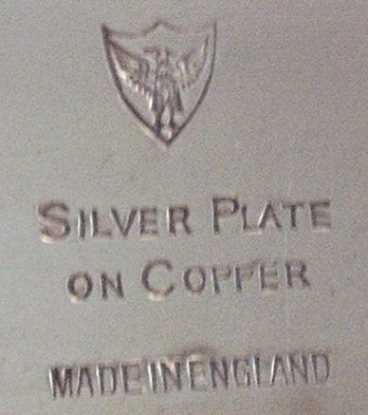 SILVER PLATE
ON COPPER
MADE IN ENGLAND